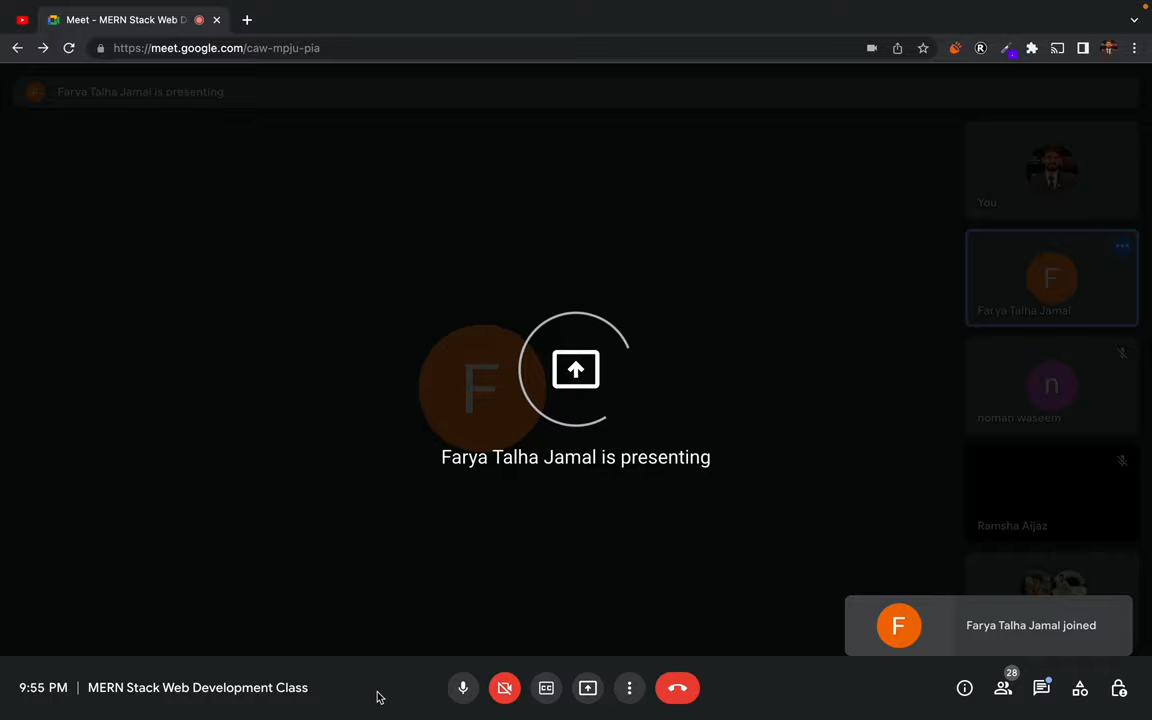 Meet - MERN Stack Web D
https://meet.google.com/caw-mpju-pia
F Farya Talha Jamal is presenting
You
F
Farya Talha Jamal
n
noman waseem
Ramsha Aijaz
F
Farya Talha Jamal is presenting
F Farya Talha Jamal joined
9:55 PM | MERN Stack Web Development Class
CC
28